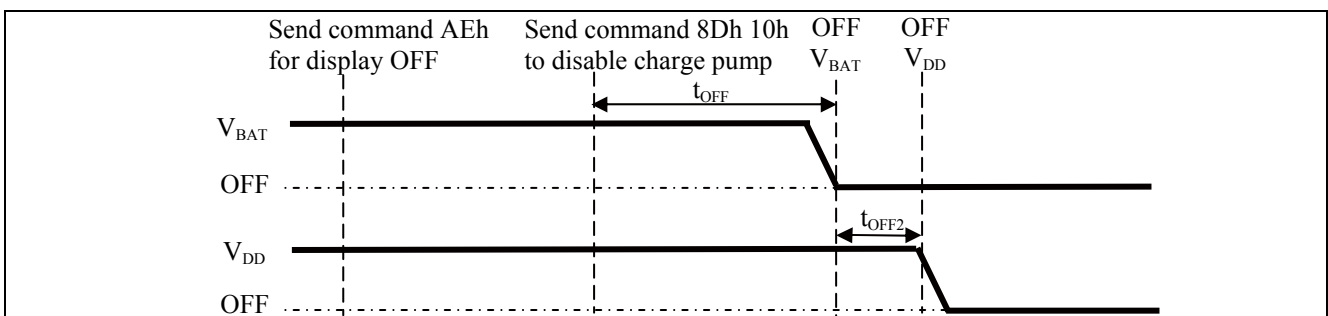 Send command AEh
for display OFF
Send command 8Dh 10h
to disable charge pump
OFF
VBAT
OFF
VDD
tOFF
VBAT
OFF
tOFF2
VDD
OFF